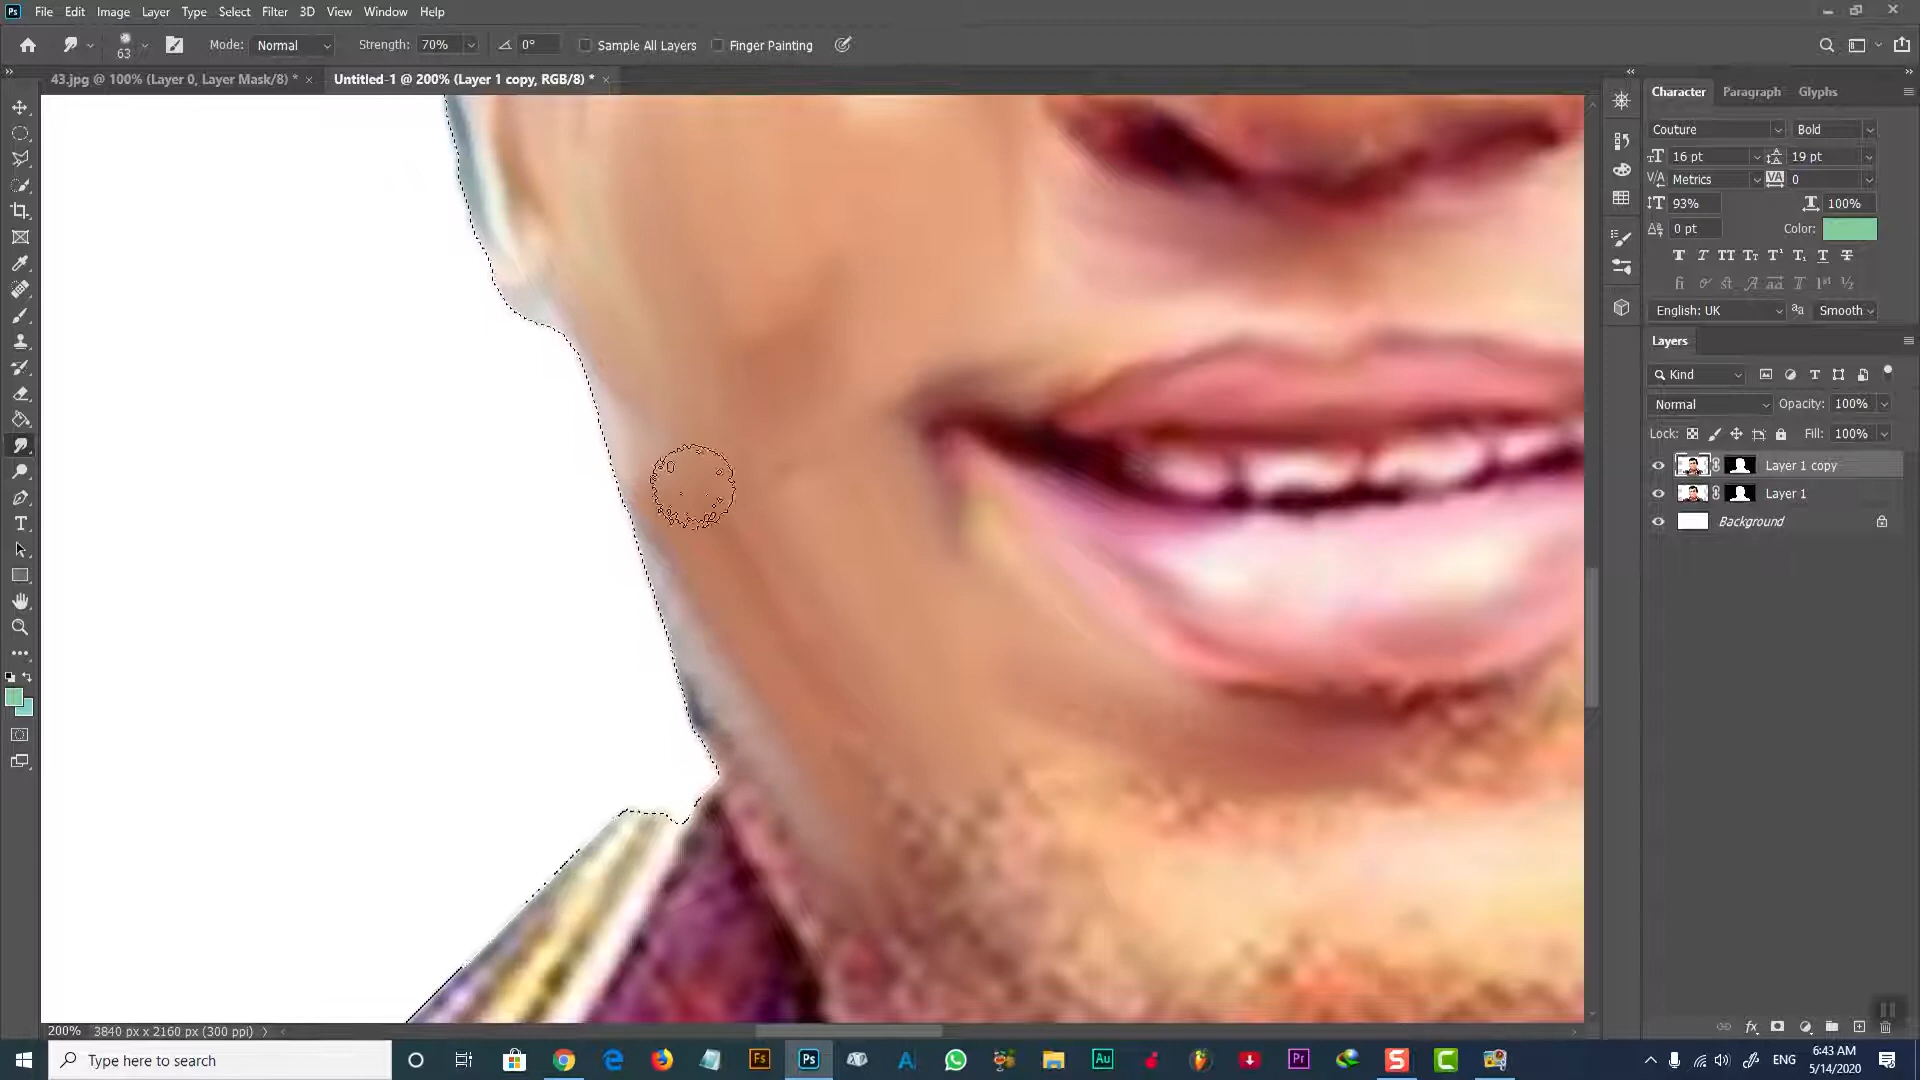 Ps File Edit Image Layer Type Select Filter 3D View Window Help
63 Mode: Normal Strength: 70% 0° Sample All Layers Finger Painting
43.jpg @ 100% (Layer 0, Layer Mask/8) * × Untitled-1 @ 200% (Layer 1 copy, RGB/8) * ×
Character Paragraph Glyphs
Couture Bold
16 pt 19 pt
Metrics 0
93% 100%
0 pt Color:
English: UK Smooth
Layers
Kind
Normal Opacity: 100%
Lock: Fill: 100%
Layer 1 copy
Layer 1
Background
200% 3840 px x 2160 px (300 ppi)
Type here to search
ENG 6:43 AM
5/14/2020